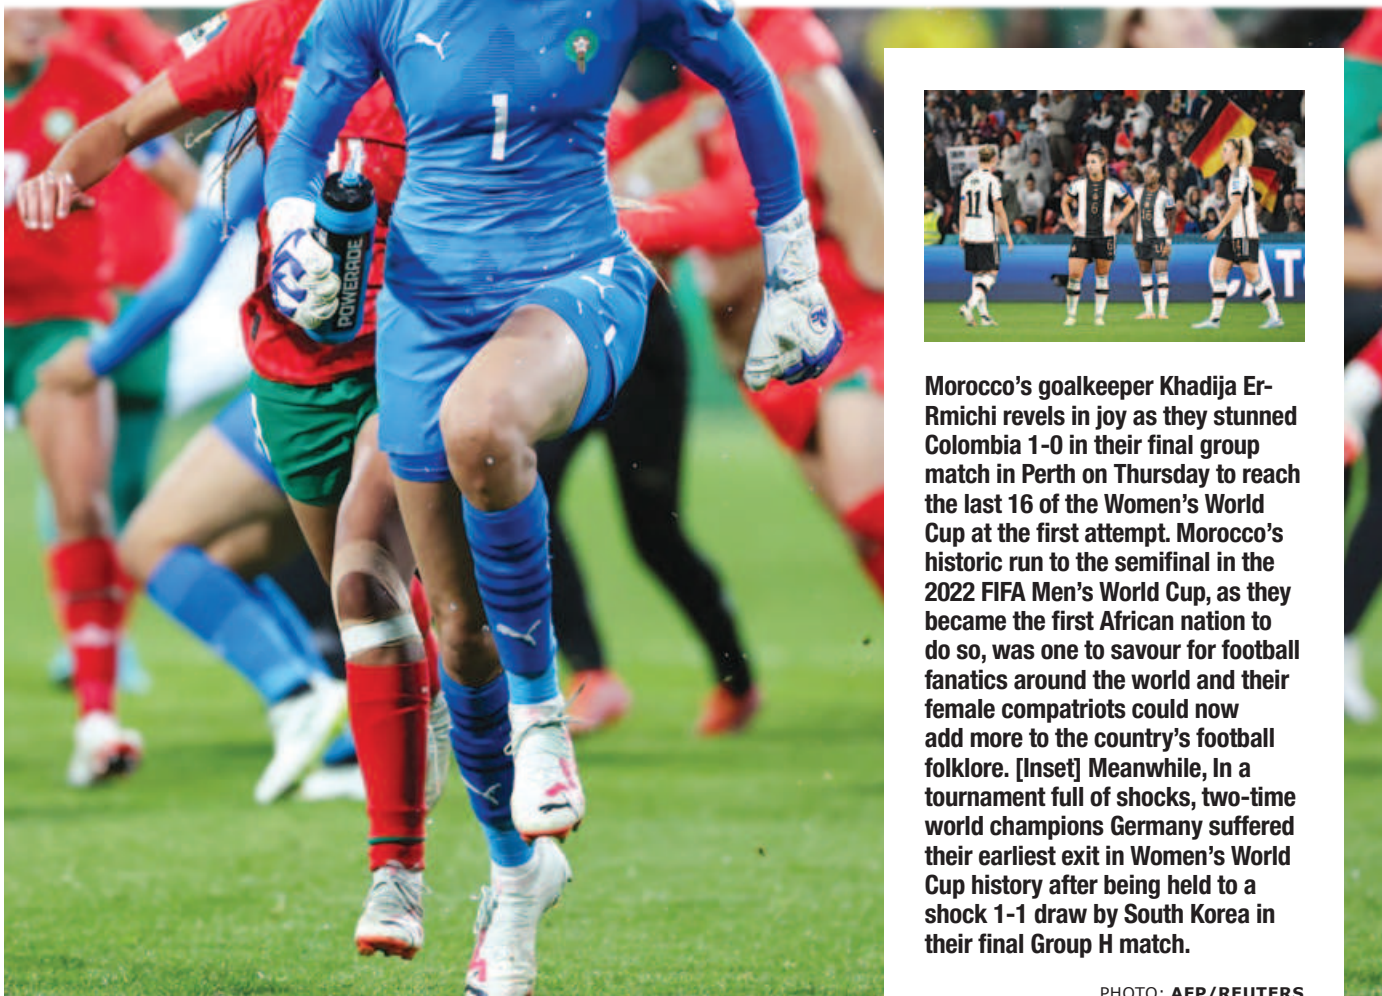 1
POWERADE
11
6
CAT
Morocco’s goalkeeper Khadija Er-
Rmichi revels in joy as they stunned
Colombia 1-0 in their final group
match in Perth on Thursday to reach
the last 16 of the Women’s World
Cup at the first attempt. Morocco’s
historic run to the semifinal in the
2022 FIFA Men’s World Cup, as they
became the first African nation to
do so, was one to savour for football
fanatics around the world and their
female compatriots could now
add more to the country’s football
folklore. [Inset] Meanwhile, In a
tournament full of shocks, two-time
world champions Germany suffered
their earliest exit in Women’s World
Cup history after being held to a
shock 1-1 draw by South Korea in
their final Group H match.
PHOTO: AFP/REUTERS